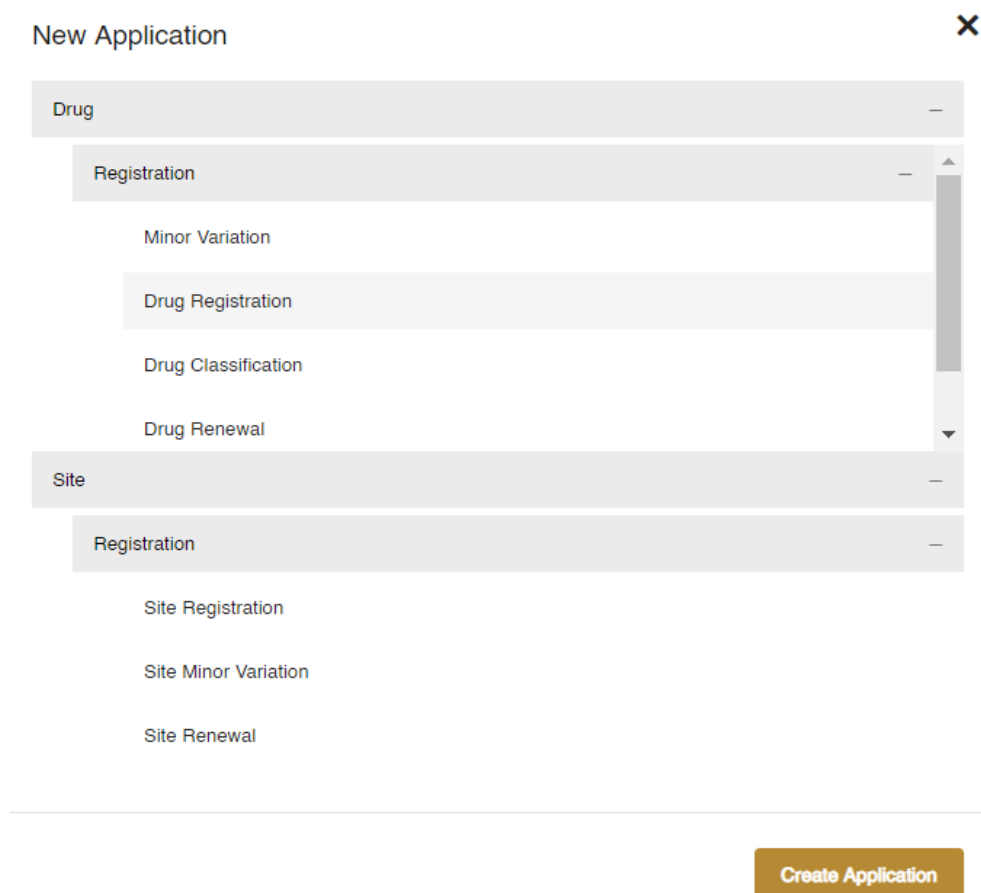 New Application
Drug
Registration
Minor Variation
Drug Registration
Drug Classification
Drug Renewal
Site
Registration
Site Registration
Site Minor Variation
Site Renewal
Create Application